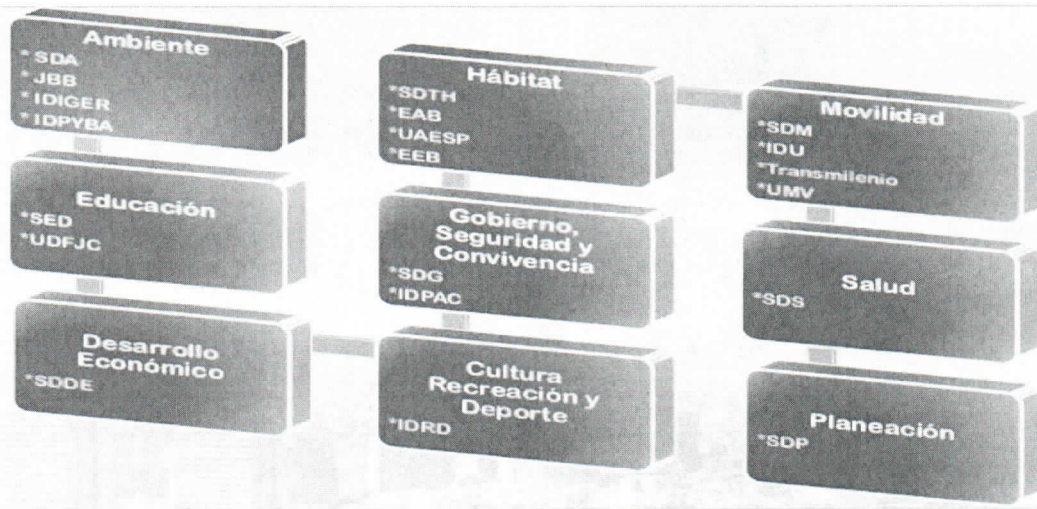 Ambiente
* SDA
* JBB
* IDIGER
* IDPYBA
Educación
*SED
*UDFJC
Desarrollo
Económico
*SDDE
Cultura
Recreación y
Deporte
*IDRD
Gobierno,
Seguridad y
Convivencia
*SDG
*IDPAC
Hábitat
*SDTH
*EAB
*UAESP
*EEB
Movilidad
*SDM
*IDU
*Transmilenio
*UMV
Salud
*SDS
Planeación
*SDP